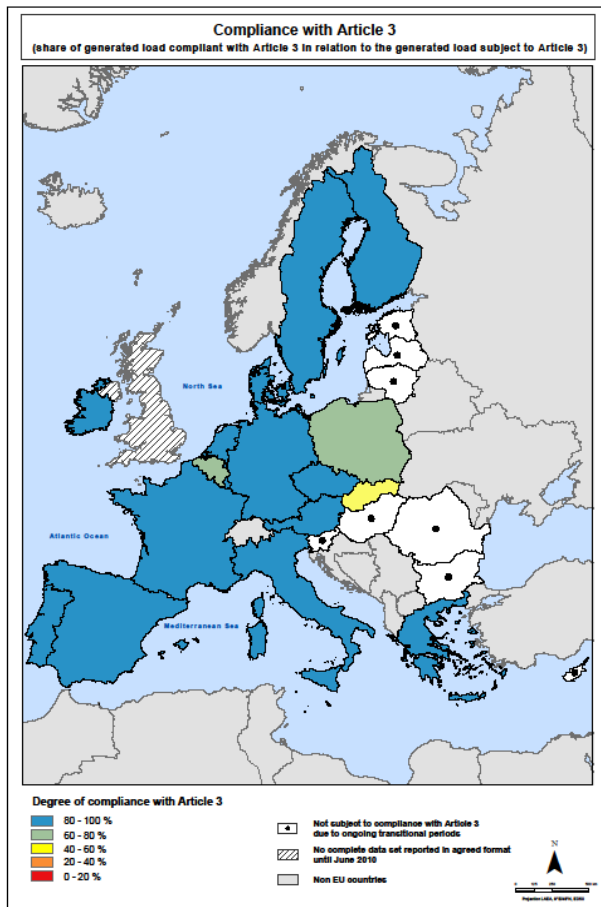 Compliance with Article 3
(share of generated load compliant with Article 3 in relation to the generated load subject to Article 3)
North Sea
Atlantic Ocean
Mediterranean Sea
Degree of compliance with Article 3
80 - 100 %
60 - 80 %
40 - 60 %
20 - 40 %
0 - 20 %
Not subject to compliance with Article 3
due to ongoing transitional periods
No complete data set reported in agreed format
until June 2010
Non EU countries
N